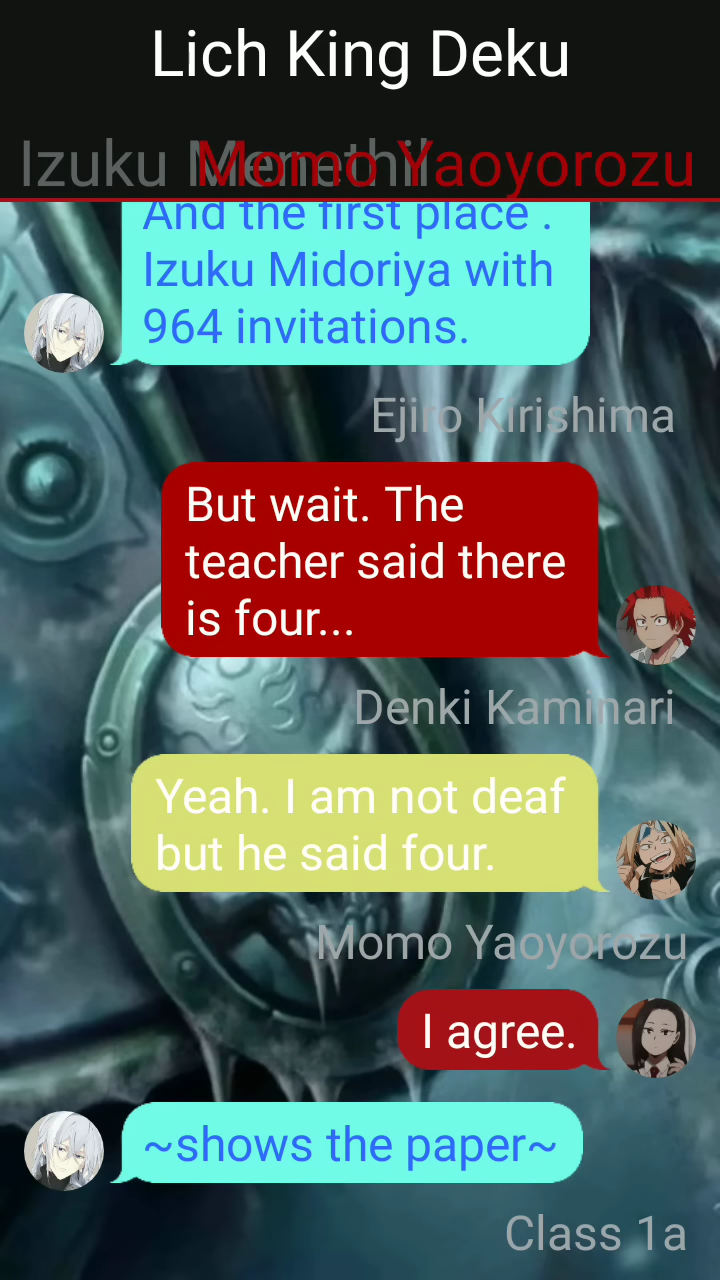 Lich King Deku
Izuku Menethil Momo Yaoyorozu
And the first place .
Izuku Midoriya with
964 invitations.
Ejiro Kirishima
But wait. The
teacher said there
is four...
Denki Kaminari
Yeah. I am not deaf
but he said four.
Momo Yaoyorozu
I agree.
~shows the paper~
Class 1a